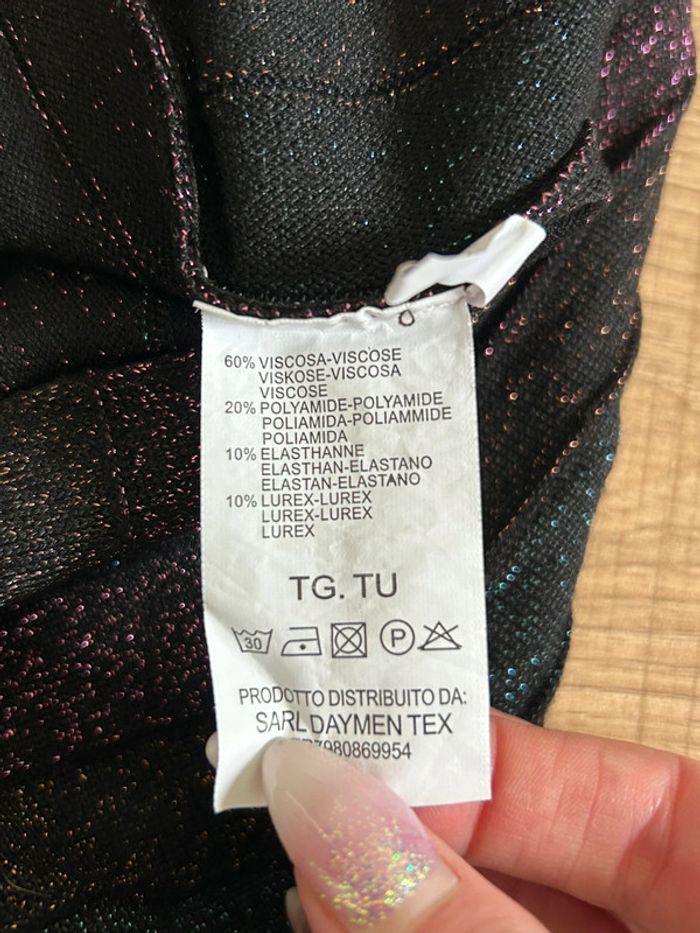 60% VISCOSA-VISCOSE
VISKOSE-VISCOSA
VISCOSE
20% POLYAMIDE-POLYAMIDE
POLIAMIDA-POLIAMMIDE
POLIAMIDA
10% ELASTHANNE
ELASTHAN-ELASTANO
ELASTAN-ELASTANO
10% LUREX-LUREX
LUREX-LUREX
LUREX
TG. TU
30 P
PRODOTTO DISTRIBUITO DA:
SARL DAYMEN TEX
7980869954